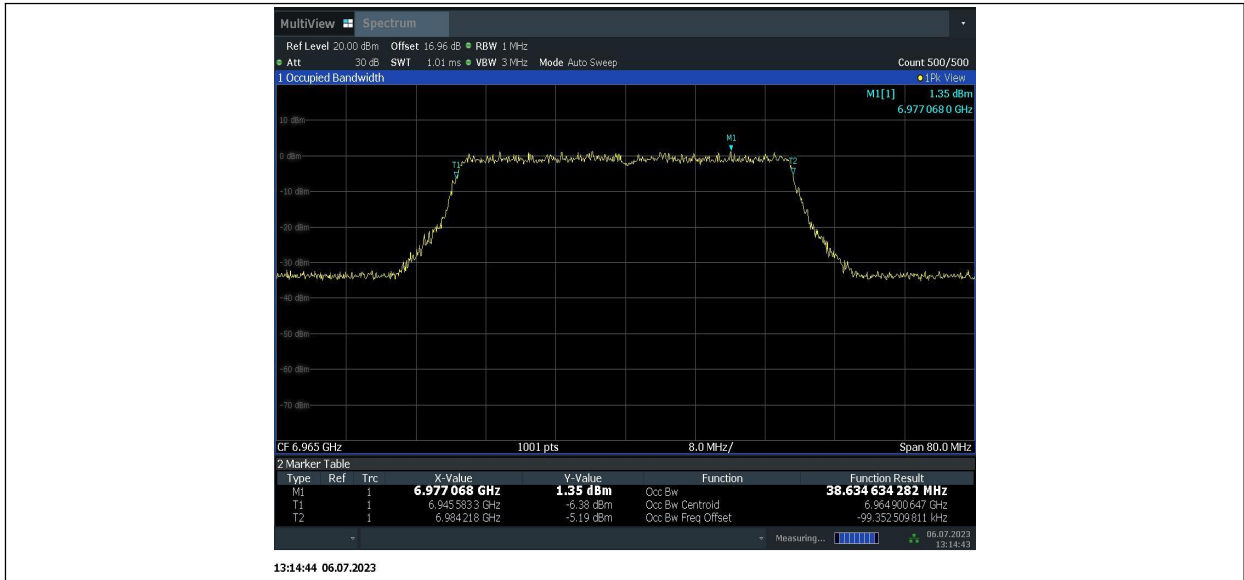 MultiView Spectrum
Ref Level 20.00 dBm Offset 16.96 dB RBW 1 MHz
Att 30 dB SWT 1.01 ms VBW 3 MHz Mode Auto Sweep Count 500/500
1 Occupied Bandwidth 1Pk View
M1[1] 1.35 dBm
6.977 068 0 GHz
10 dBm
M1
0 dBm
T1 T2
-10 dBm
-20 dBm
-30 dBm
-40 dBm
-50 dBm
-60 dBm
-70 dBm
CF 6.965 GHz 1001 pts 8.0 MHz/ Span 80.0 MHz
2 Marker Table
Type Ref Trc X-Value Y-Value Function Function Result
M1 1 6.977 068 GHz 1.35 dBm Occ Bw 38.634 634 282 MHz
T1 1 6.945 583 3 GHz -6.38 dBm Occ Bw Centroid 6.964 900 647 GHz
T2 1 6.984 218 GHz -5.19 dBm Occ Bw Freq Offset -99.352 509 811 kHz
Measuring... 06.07.2023
13:14:43
13:14:44 06.07.2023